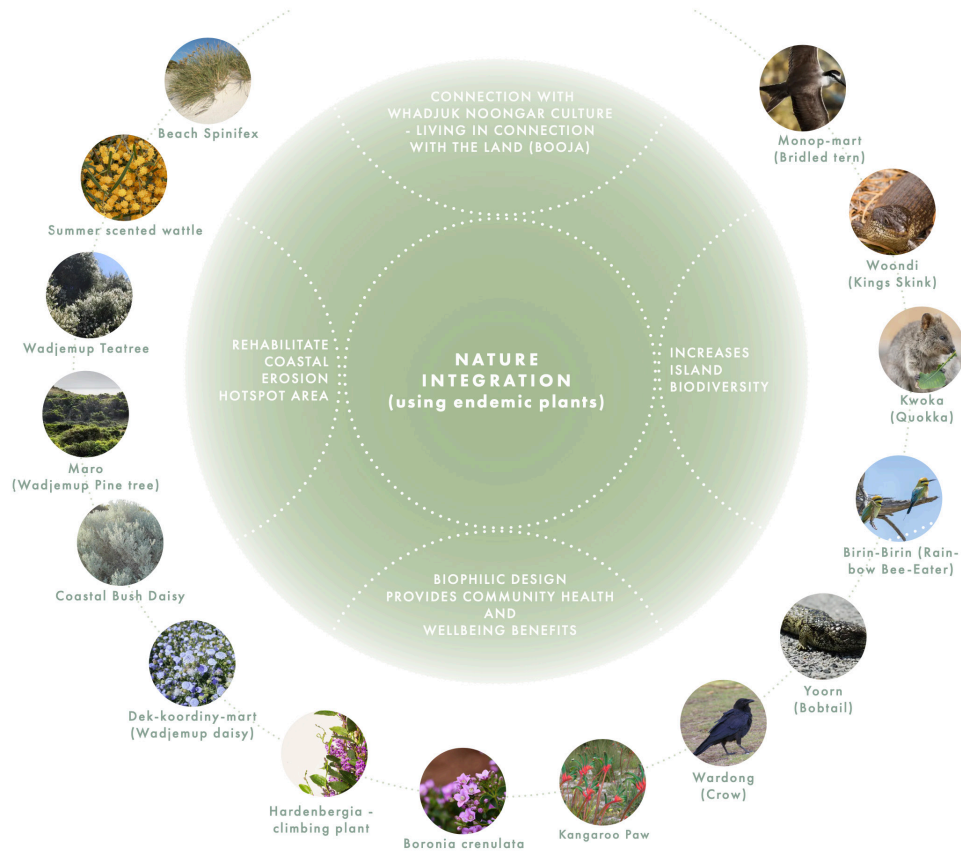 CONNECTION WITH
WHADJUK NOONGAR CULTURE
- LIVING IN CONNECTION
WITH THE LAND (BOOJA)
REHABILITATE
COASTAL
EROSION
HOTSPOT AREA
NATURE
INTEGRATION
(using endemic plants)
INCREASES
ISLAND
BIODIVERSITY
BIOPHILIC DESIGN
PROVIDES COMMUNITY HEALTH
AND
WELLBEING BENEFITS
Beach Spinifex
Summer scented wattle
Wadjemup Teatree
Maro
(Wadjemup Pine tree)
Coastal Bush Daisy
Dek-koordiny-mart
(Wadjemup daisy)
Hardenbergia -
climbing plant
Boronia crenulata
Kangaroo Paw
Wardong
(Crow)
Yoorn
(Bobtail)
Birin-Birin (Rain-
bow Bee-Eater)
Kwoka
(Quokka)
Woondi
(Kings Skink)
Monop-mart
(Bridled tern)